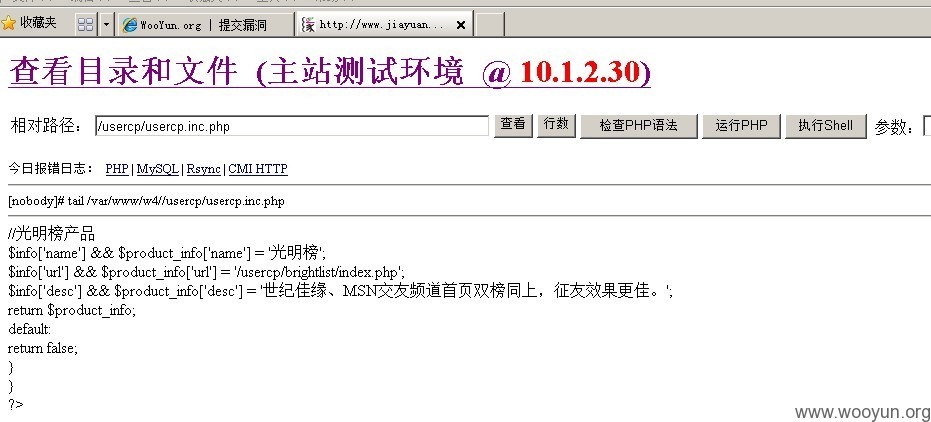 收藏夹 WooYun.org | 提交漏洞 http://www.jiayuan....
查看目录和文件 (主站测试环境 @ 10.1.2.30)
相对路径： /usercp/usercp.inc.php 查看 行数 检查PHP语法 运行PHP 执行Shell 参数：
今日报错日志： PHP | MySQL | Rsync | CMI HTTP
[nobody]# tail /var/www/w4//usercp/usercp.inc.php
//光明榜产品
$info['name'] && $product_info['name'] = '光明榜';
$info['url'] && $product_info['url'] = '/usercp/brightlist/index.php';
$info['desc'] && $product_info['desc'] = '世纪佳缘、MSN交友频道首页双榜同上，征友效果更佳。';
return $product_info;
default:
return false;
}
}
?>
www.wooyun.org